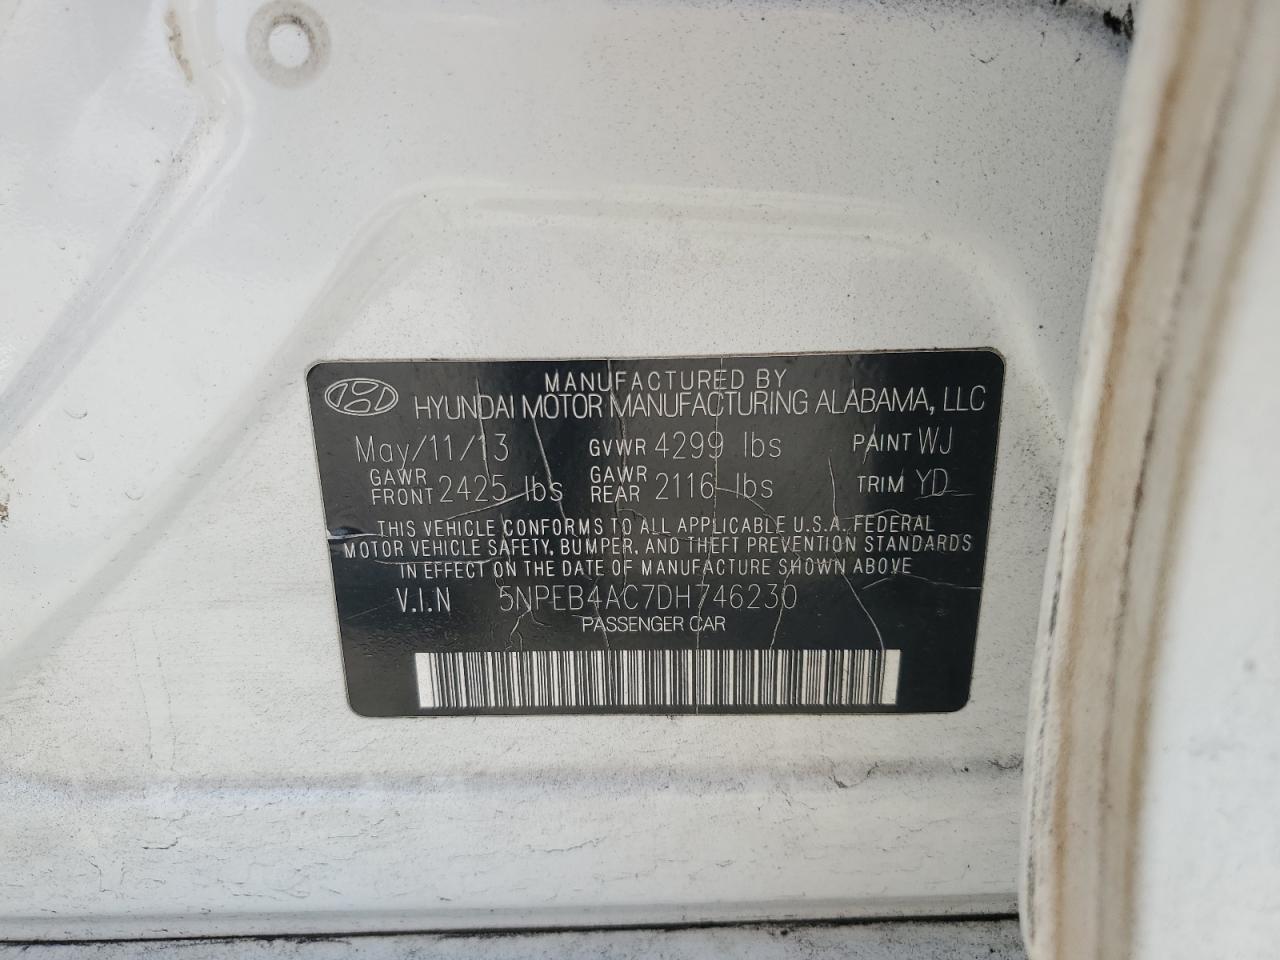 MANUFACTURED BY
HYUNDAI MOTOR MANUFACTURING ALABAMA, LLC
May/11/13 GVWR 4299 lbs PAINT WJ
GAWR FRONT 2425 lbs GAWR REAR 2116 lbs TRIM YD
THIS VEHICLE CONFORMS TO ALL APPLICABLE U.S.A. FEDERAL
MOTOR VEHICLE SAFETY, BUMPER, AND THEFT PREVENTION STANDARDS
IN EFFECT ON THE DATE OF MANUFACTURE SHOWN ABOVE
V.I.N 5NPEB4AC7DH746230
PASSENGER CAR